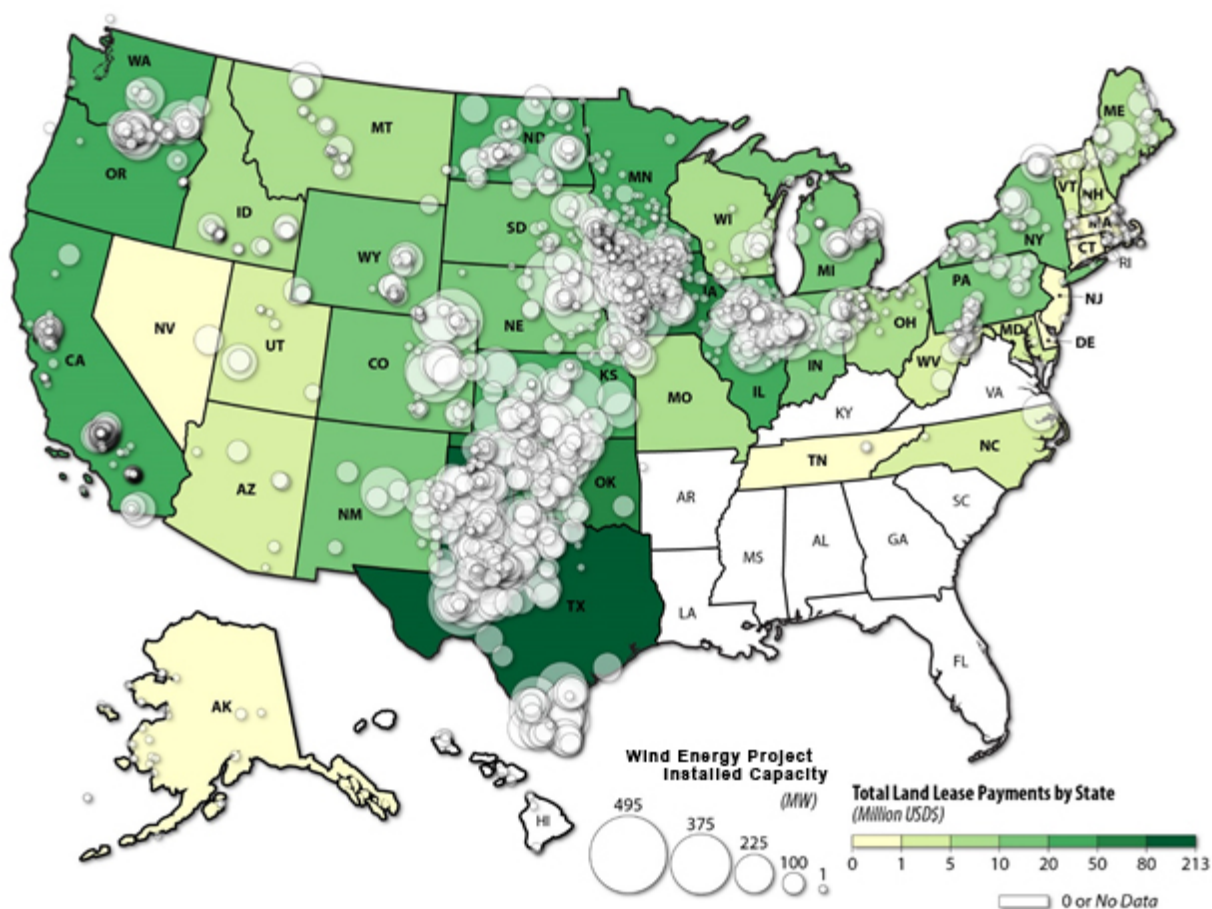 WA
MT
ND
MN
ME
OR
ID
SD
WI
VT
NH
WY
MI
NY
MA
CT
RI
IA
PA
NJ
NV
NE
OH
MD
DE
UT
CA
CO
KS
IL
IN
WV
MO
KY
VA
AZ
NM
OK
AR
TN
NC
SC
TX
MS
AL
GA
LA
FL
AK
HI
Wind Energy Project
Installed Capacity
(MW)
495
375
225
100
1
Total Land Lease Payments by State
(Million USD$)
0 1 5 10 20 50 80 213
0 or No Data